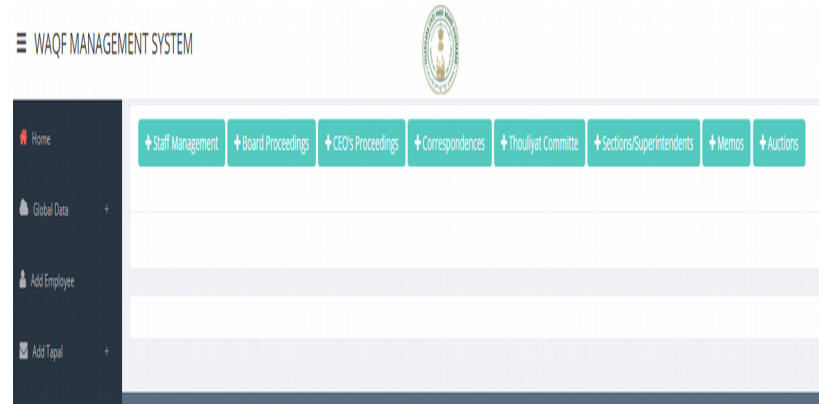 WAQF MANAGEMENT SYSTEM
Home
+ Staff Management + Board Proceedings + CEO's Proceedings + Correspondences + Thouliyat Committe + Sections/Superintendents + Memos + Auctions
Global Data +
Add Employee
Add Tapal +